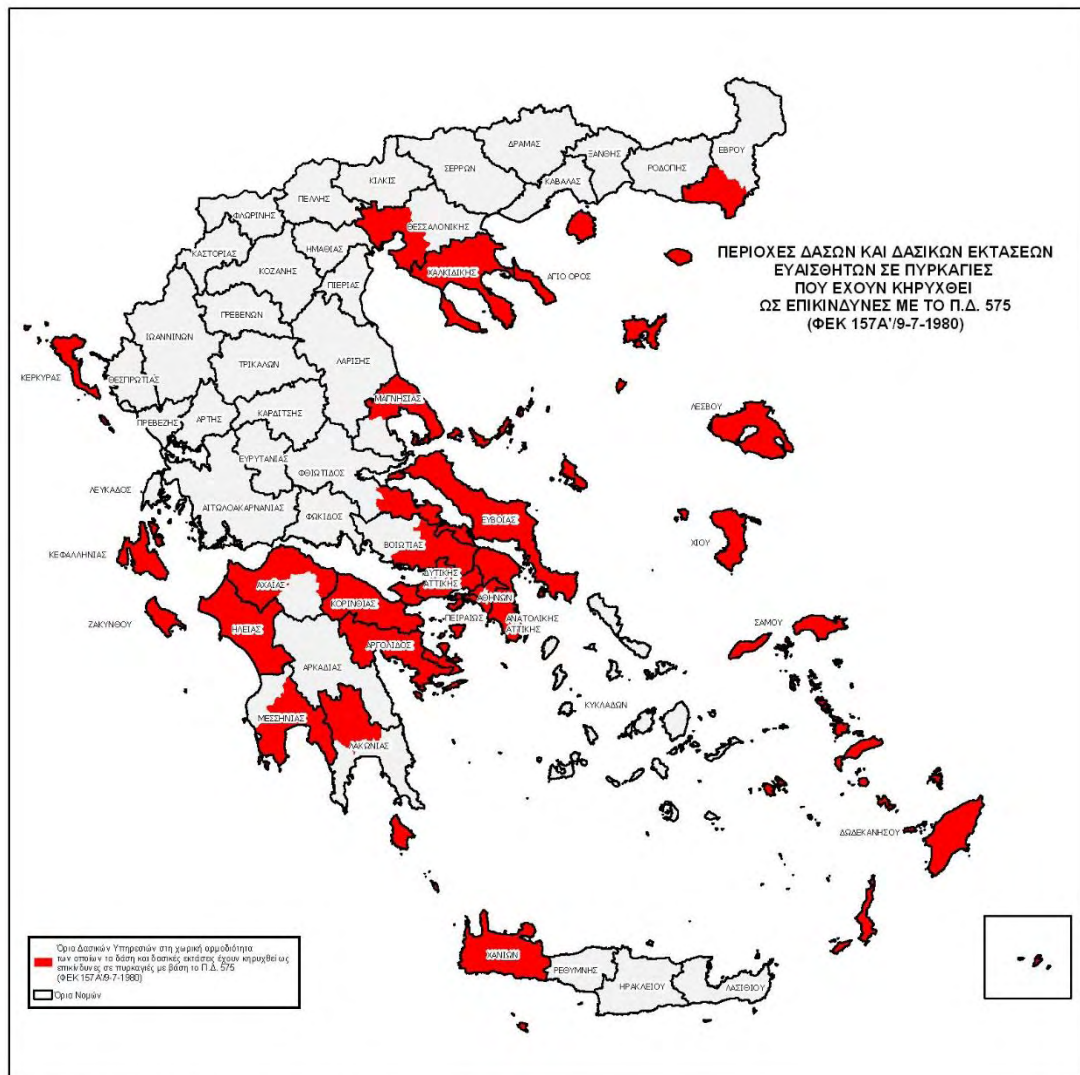 ΔΡΑΜΑΣ
ΞΑΝΘΗΣ
ΕΒΡΟΥ
ΡΟΔΟΠΗΣ
ΣΕΡΡΩΝ
ΚΑΒΑΛΑΣ
ΚΙΛΚΙΣ
ΠΕΛΛΗΣ
ΦΛΩΡΙΝΗΣ
ΘΕΣΣΑΛΟΝΙΚΗΣ
ΗΜΑΘΙΑΣ
ΚΑΣΤΟΡΙΑΣ
ΚΟΖΑΝΗΣ
ΧΑΛΚΙΔΙΚΗΣ
ΑΓΙΟ ΟΡΟΣ
ΠΙΕΡΙΑΣ
ΠΕΡΙΟΧΕΣ ΔΑΣΩΝ ΚΑΙ ΔΑΣΙΚΩΝ ΕΚΤΑΣΕΩΝ
ΕΥΑΙΣΘΗΤΩΝ ΣΕ ΠΥΡΚΑΓΙΕΣ
ΠΟΥ ΕΧΟΥΝ ΚΗΡΥΧΘΕΙ
ΩΣ ΕΠΙΚΙΝΔΥΝΕΣ ΜΕ ΤΟ Π.Δ. 575
(ΦΕΚ 157Α'/9-7-1980)
ΓΡΕΒΕΝΩΝ
ΙΩΑΝΝΙΝΩΝ
ΛΑΡΙΣΗΣ
ΤΡΙΚΑΛΩΝ
ΚΕΡΚΥΡΑΣ
ΘΕΣΠΡΩΤΙΑΣ
ΜΑΓΝΗΣΙΑΣ
ΛΕΣΒΟΥ
ΚΑΡΔΙΤΣΗΣ
ΑΡΤΗΣ
ΠΡΕΒΕΖΗΣ
ΕΥΡΥΤΑΝΙΑΣ
ΦΘΙΩΤΙΔΟΣ
ΛΕΥΚΑΔΟΣ
ΑΙΤΩΛΟΑΚΑΡΝΑΝΙΑΣ
ΦΩΚΙΔΟΣ
ΕΥΒΟΙΑΣ
ΒΟΙΩΤΙΑΣ
ΧΙΟΥ
ΚΕΦΑΛΛΗΝΙΑΣ
ΔΥΤΙΚΗΣ
ΑΤΤΙΚΗΣ
ΑΧΑΪΑΣ
ΑΘΗΝΩΝ
ΚΟΡΙΝΘΙΑΣ
ΠΕΙΡΑΙΩΣ
ΑΝΑΤΟΛΙΚΗΣ
ΑΤΤΙΚΗΣ
ΖΑΚΥΝΘΟΥ
ΗΛΕΙΑΣ
ΣΑΜΟΥ
ΑΡΓΟΛΙΔΟΣ
ΑΡΚΑΔΙΑΣ
ΚΥΚΛΑΔΩΝ
ΜΕΣΣΗΝΙΑΣ
ΛΑΚΩΝΙΑΣ
ΔΩΔΕΚΑΝΗΣΟΥ
ΧΑΝΙΩΝ
ΡΕΘΥΜΝΗΣ
ΗΡΑΚΛΕΙΟΥ
ΛΑΣΙΘΙΟΥ
Όρια Δασικών Υπηρεσιών στη χωρική αρμοδιότητα
των οποίων τα δάση και δασικές εκτάσεις έχουν κηρυχθεί ως
επικίνδυνες σε πυρκαγιές με βάση το Π.Δ. 575
(ΦΕΚ 157Α'/9-7-1980)
Όρια Νομών